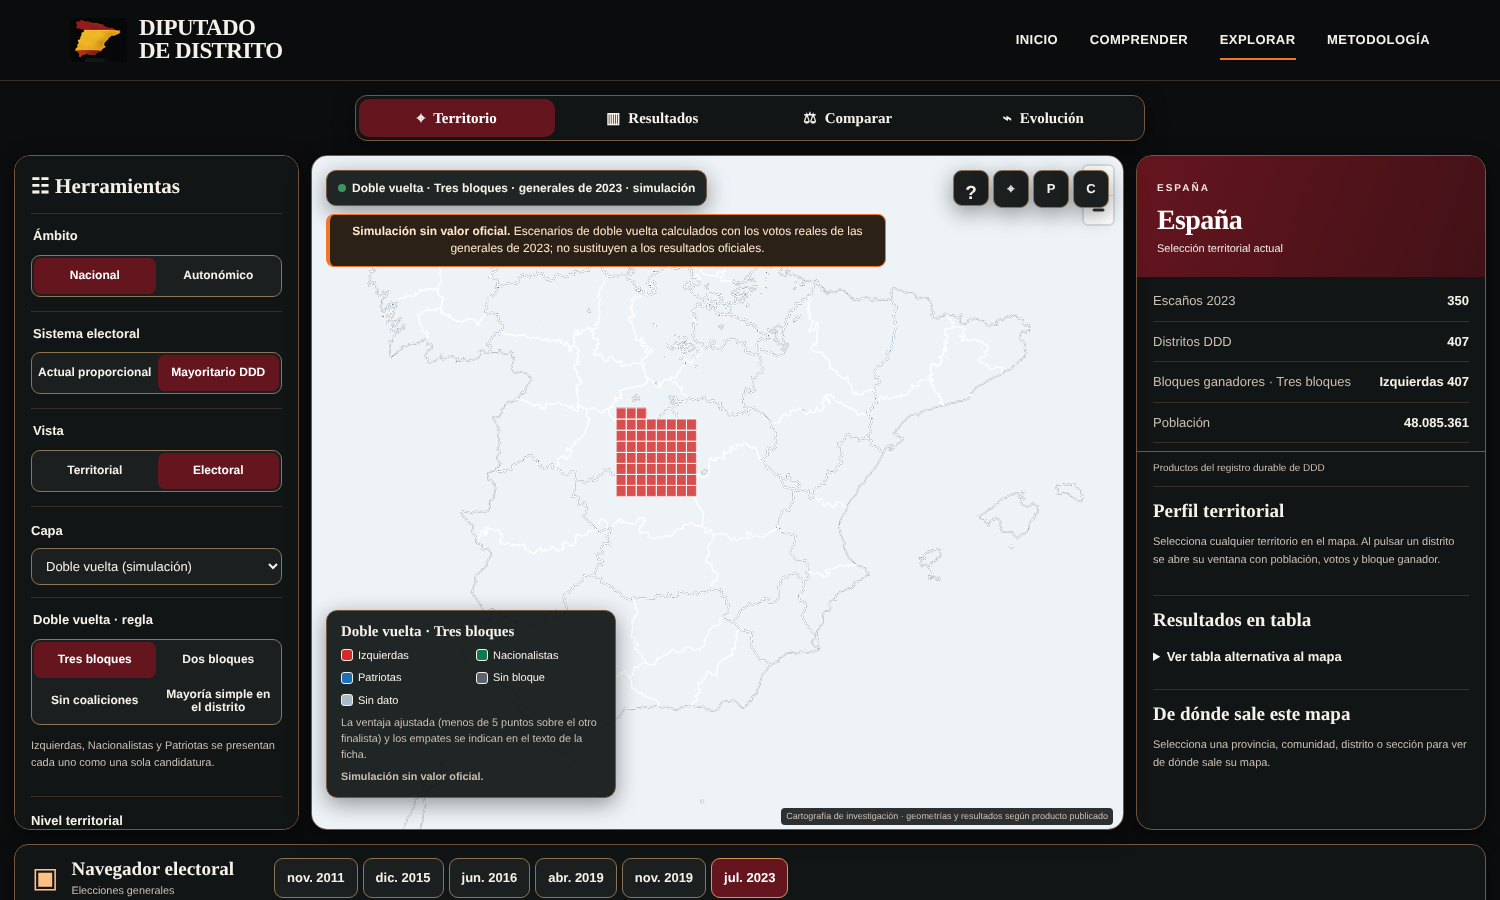 DIPUTADO
DE DISTRITO
INICIO
COMPRENDER
EXPLORAR
METODOLOGÍA
Territorio
Resultados
Comparar
Evolución
Herramientas
Ámbito
Nacional
Autonómico
Sistema electoral
Actual proporcional
Mayoritario DDD
Vista
Territorial
Electoral
Capa
Doble vuelta (simulación)
Doble vuelta · regla
Tres bloques
Dos bloques
Sin coaliciones
Mayoría simple en
el distrito
Izquierdas, Nacionalistas y Patriotas se presentan
cada uno como una sola candidatura.
Nivel territorial
Doble vuelta · Tres bloques · generales de 2023 · simulación
? P C
Simulación sin valor oficial. Escenarios de doble vuelta calculados con los votos reales de las
generales de 2023; no sustituyen a los resultados oficiales.
Doble vuelta · Tres bloques
Izquierdas
Nacionalistas
Patriotas
Sin bloque
Sin dato
La ventaja ajustada (menos de 5 puntos sobre el otro
finalista) y los empates se indican en el texto de la
ficha.
Simulación sin valor oficial.
Cartografía de investigación · geometrías y resultados según producto publicado
ESPAÑA
España
Selección territorial actual
Escaños 2023 350
Distritos DDD 407
Bloques ganadores · Tres bloques Izquierdas 407
Población 48.085.361
Productos del registro durable de DDD
Perfil territorial
Selecciona cualquier territorio en el mapa. Al pulsar un distrito
se abre su ventana con población, votos y bloque ganador.
Resultados en tabla
Ver tabla alternativa al mapa
De dónde sale este mapa
Selecciona una provincia, comunidad, distrito o sección para ver
de dónde sale su mapa.
Navegador electoral
Elecciones generales
nov. 2011
dic. 2015
jun. 2016
abr. 2019
nov. 2019
jul. 2023